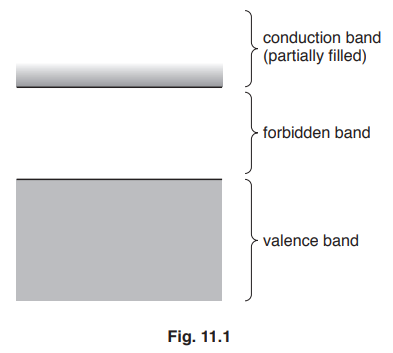 conduction band
(partially filled)
forbidden band
valence band
Fig. 11.1